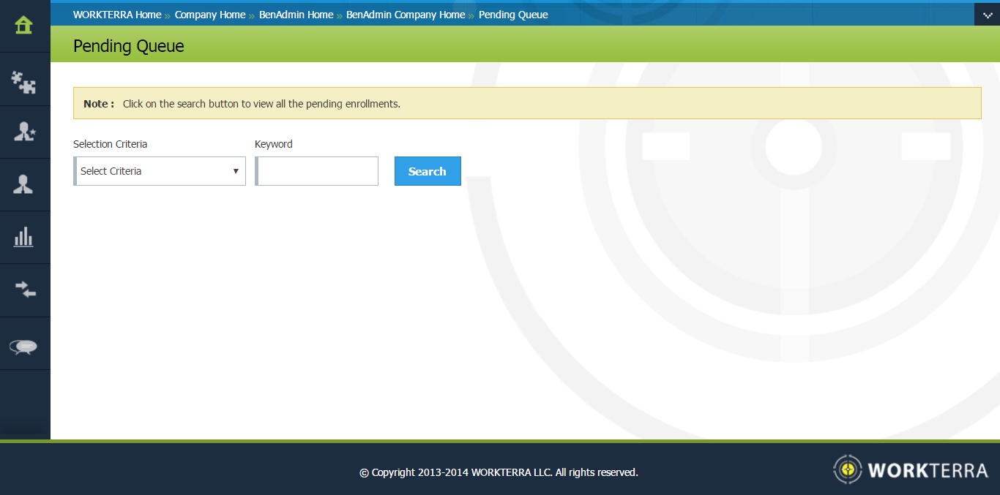 WORKTERRA Home » Company Home » BenAdmin Home » BenAdmin Company Home » Pending Queue
Pending Queue
Note : Click on the search button to view all the pending enrollments.
Selection Criteria Keyword
Select Criteria Search
© Copyright 2013-2014 WORKTERRA LLC. All rights reserved.
WORKTERRA